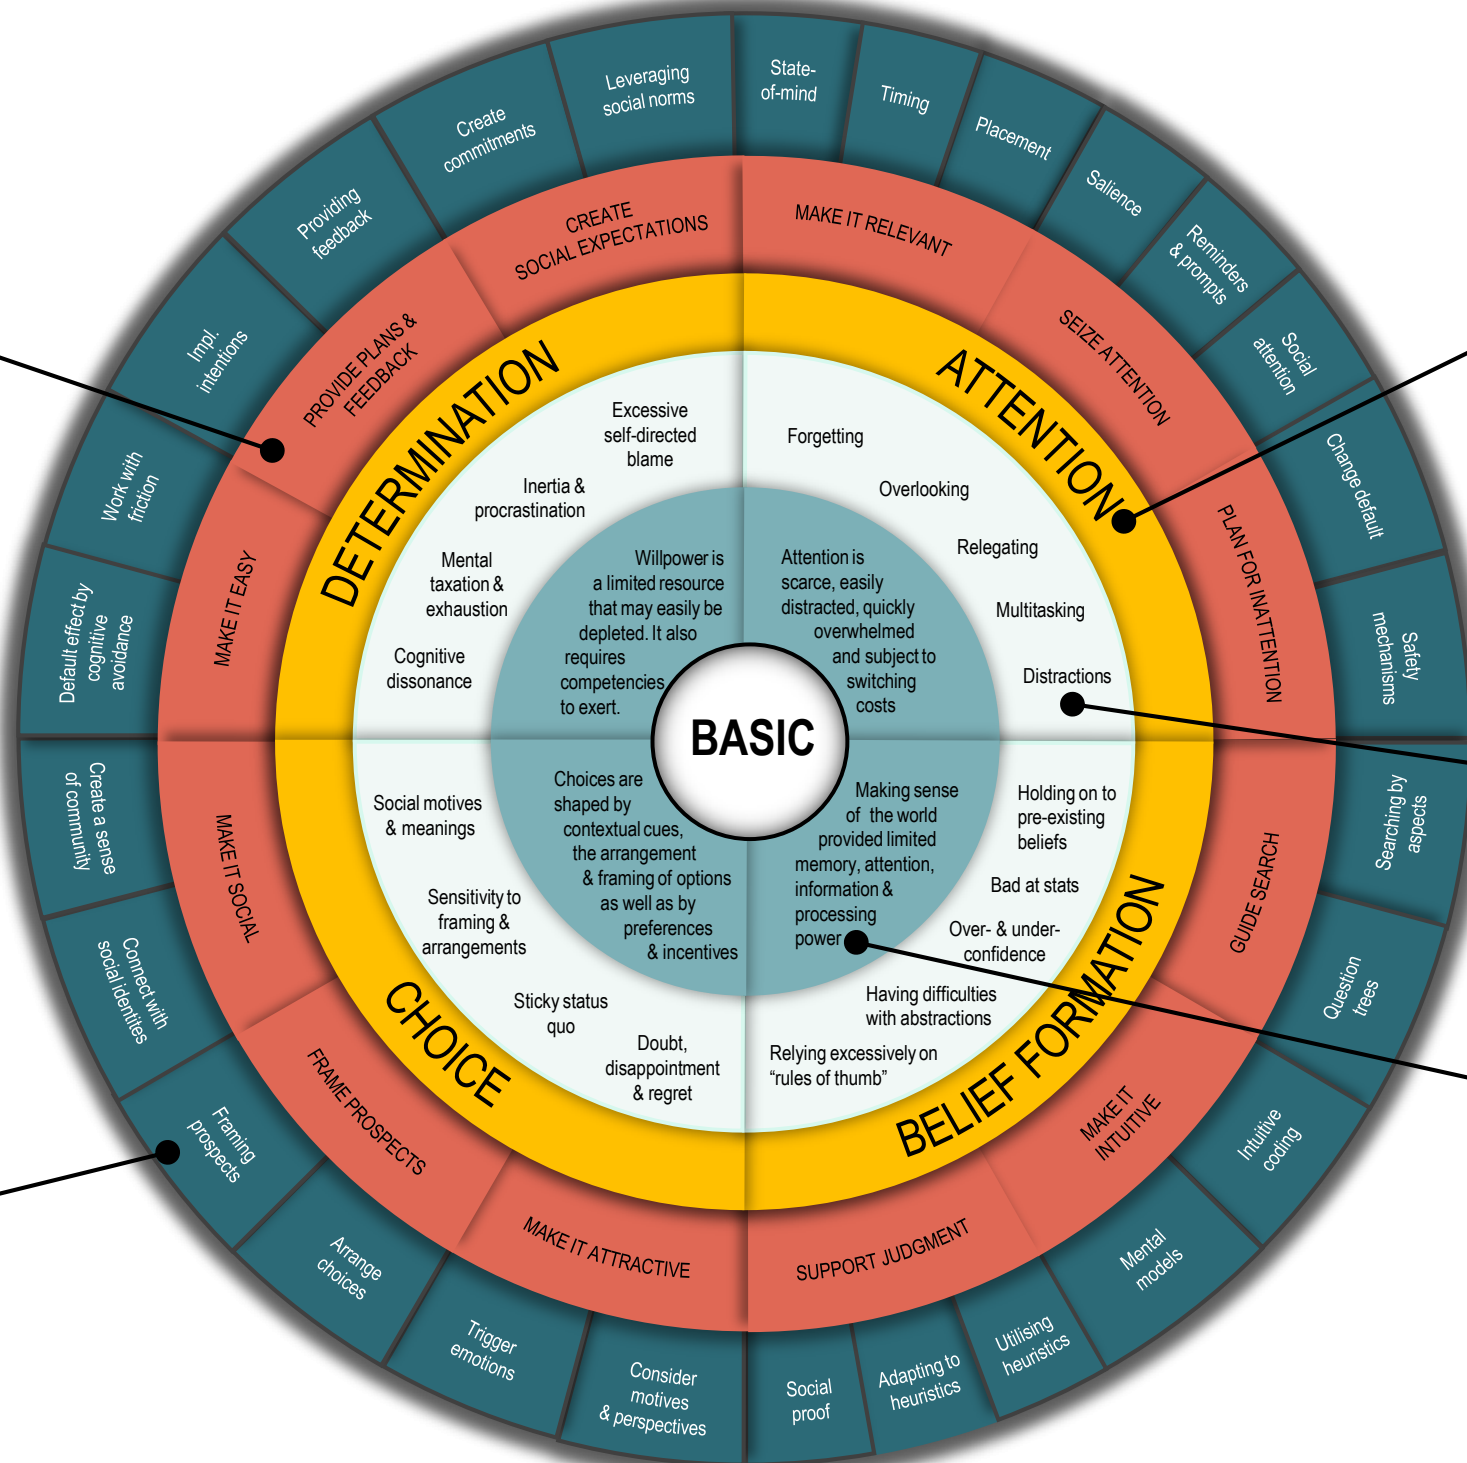 State-
of-mind
Timing
Placement
Salience
Reminders
& prompts
Social
attention
Change default
Safety
mechanisms
Searching by
aspects
Question
trees
Intuitive
coding
Mental
models
Utilising
heuristics
Adapting to
heuristics
Social
proof
Consider
motives
& perspectives
Trigger
emotions
Arrange
choices
Framing
prospects
Connect with
social identites
Create a sense
of community
Default effect by
cognitive
avoidance
Work with
friction
Impl.
intentions
Providing
feedback
Create
commitments
Leveraging
social norms
MAKE IT RELEVANT
SEIZE ATTENTION
PLAN FOR INATTENTION
GUIDE SEARCH
MAKE IT
INTUITIVE
SUPPORT JUDGMENT
MAKE IT ATTRACTIVE
FRAME PROSPECTS
MAKE IT SOCIAL
MAKE IT EASY
PROVIDE PLANS &
FEEDBACK
CREATE
SOCIAL EXPECTATIONS
ATTENTION
BELIEF FORMATION
CHOICE
DETERMINATION
Forgetting
Overlooking
Relegating
Multitasking
Distractions
Holding on to
pre-existing
beliefs
Bad at stats
Over- & under-
confidence
Having difficulties
with abstractions
Relying excessively on
“rules of thumb”
Doubt,
disappointment
& regret
Sticky status
quo
Sensitivity to
framing &
arrangements
Social motives
& meanings
Cognitive
dissonance
Mental
taxation &
exhaustion
Inertia &
procrastination
Excessive
self-directed
blame
Attention is
scarce, easily
distracted, quickly
overwhelmed
and subject to
switching
costs
Making sense
of the world
provided limited
memory, attention,
information &
processing
power
Choices are
shaped by
contextual cues,
the arrangement
& framing of options
as well as by
preferences
& incentives
Willpower is
a limited resource
that may easily be
depleted. It also
requires
competencies
to exert.
BASIC